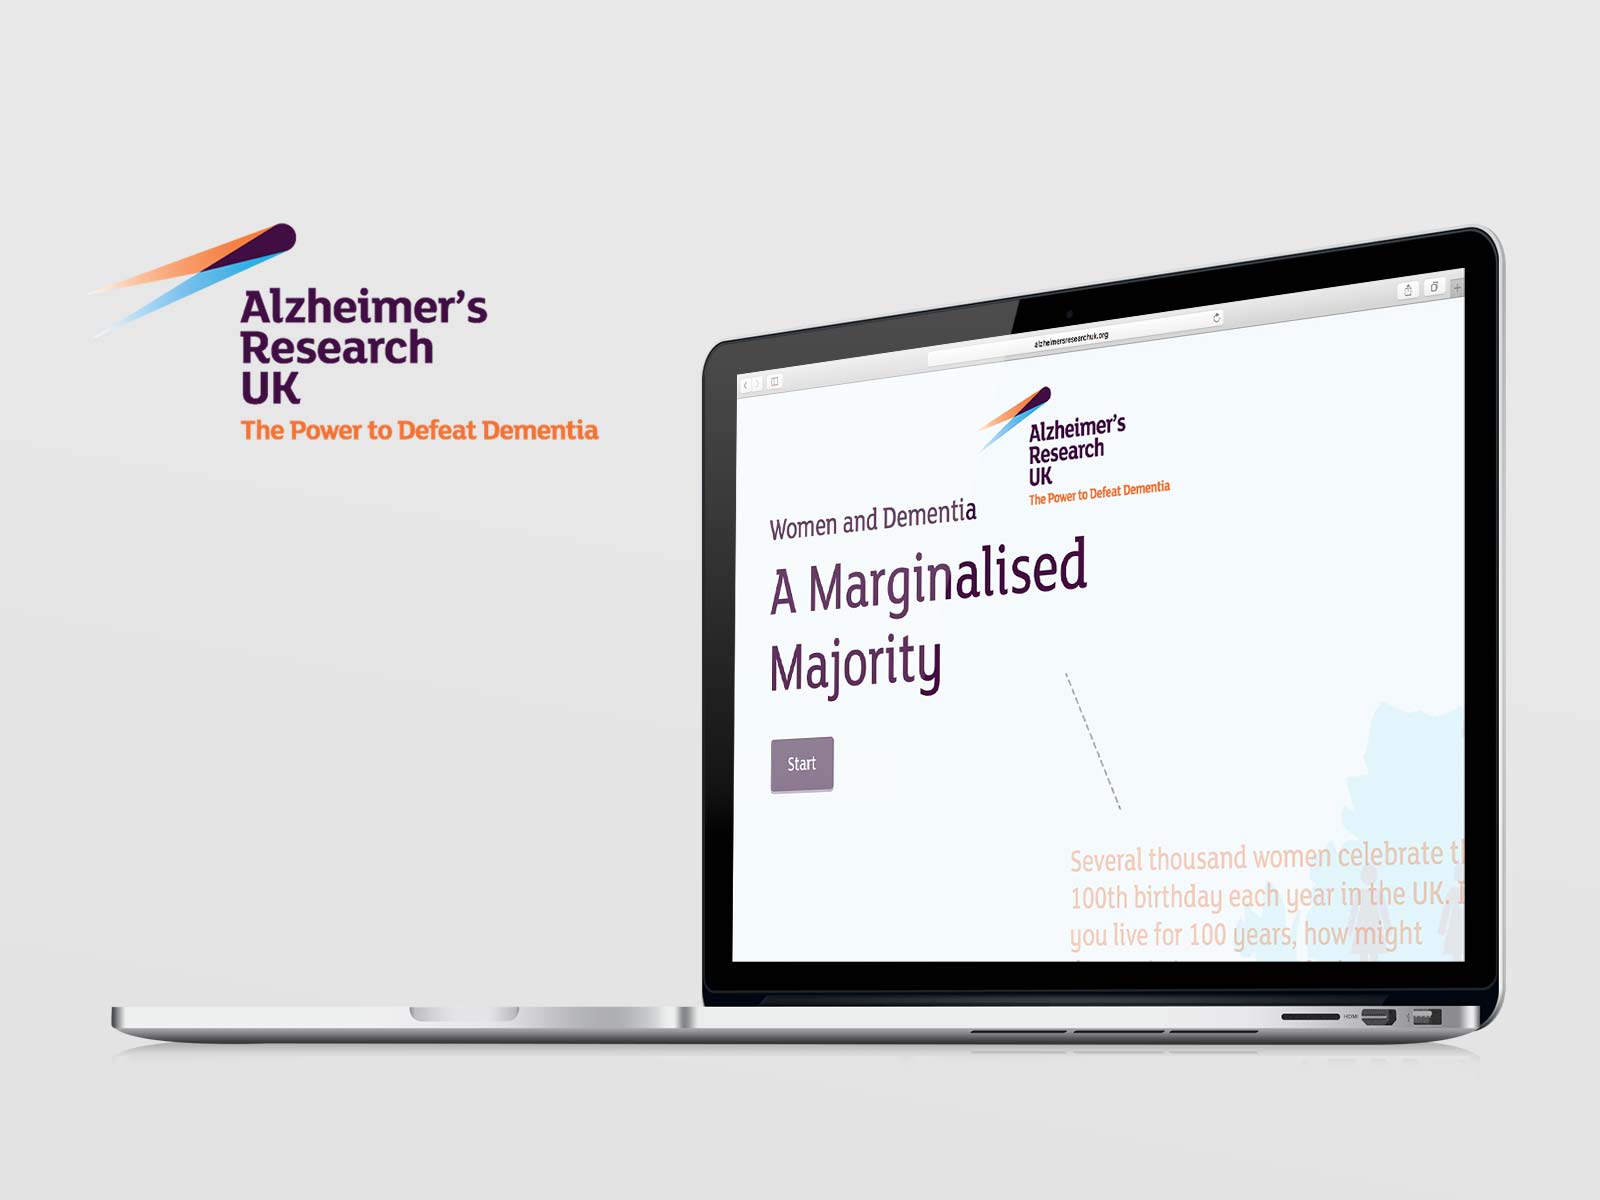 Alzheimer's
Research
UK
The Power to Defeat Dementia
alzheimersresearchuk.org
Alzheimer's
Research
UK
The Power to Defeat Dementia
Women and Dementia
A Marginalised
Majority
Start
Several thousand women celebrate
100th birthday each year in the UK.
you live for 100 years, how might
HDMI